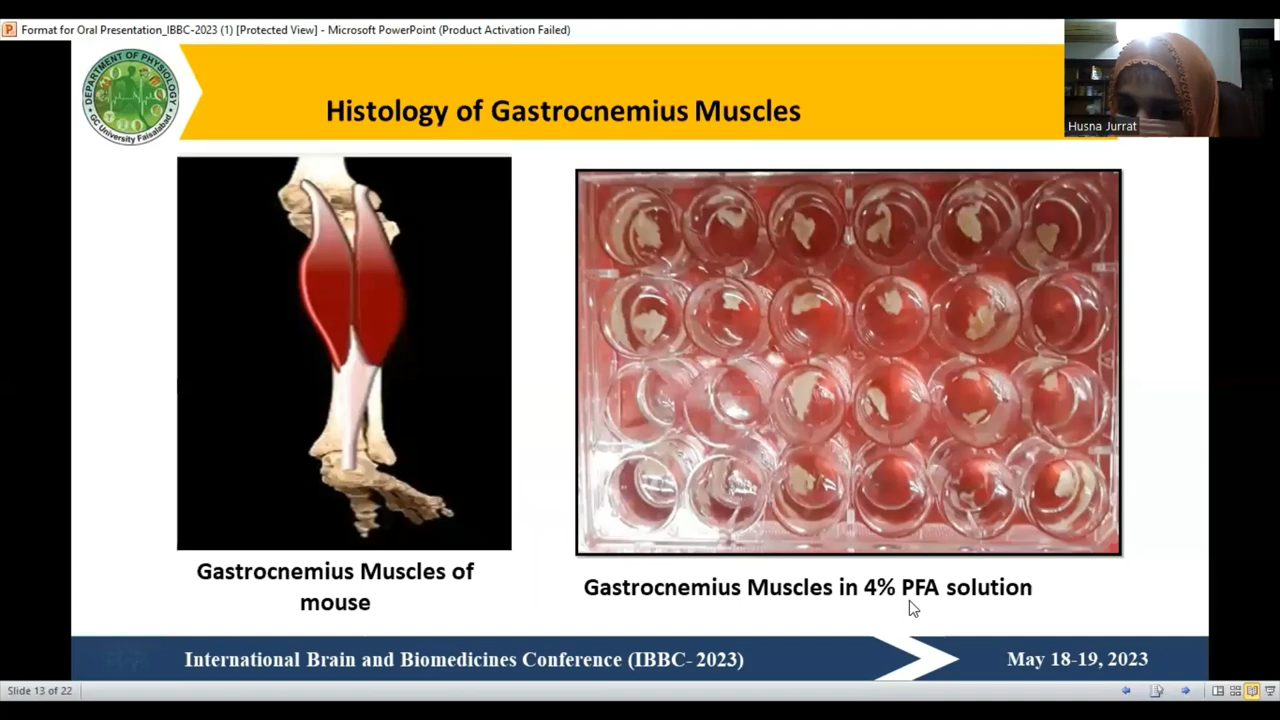 Format for Oral Presentation_IBBC-2023 (1) [Protected View] - Microsoft PowerPoint (Product Activation Failed)
DEPARTMENT OF PHYSIOLOGY
GC University Faisalabad
Histology of Gastrocnemius Muscles
Husna Jurrat
Gastrocnemius Muscles of
mouse
Gastrocnemius Muscles in 4% PFA solution
International Brain and Biomedicines Conference (IBBC- 2023)
May 18-19, 2023
Slide 13 of 22